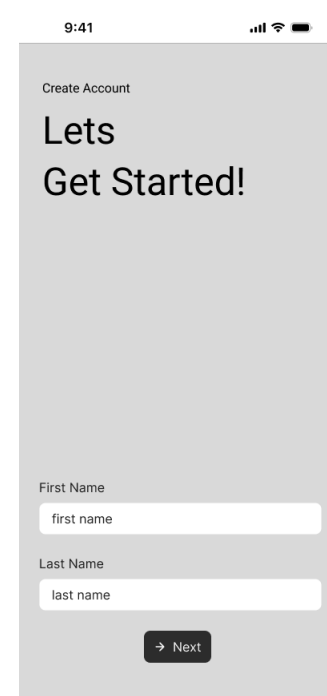 9:41
Create Account
Lets
Get Started!
First Name
first name
Last Name
last name
Next